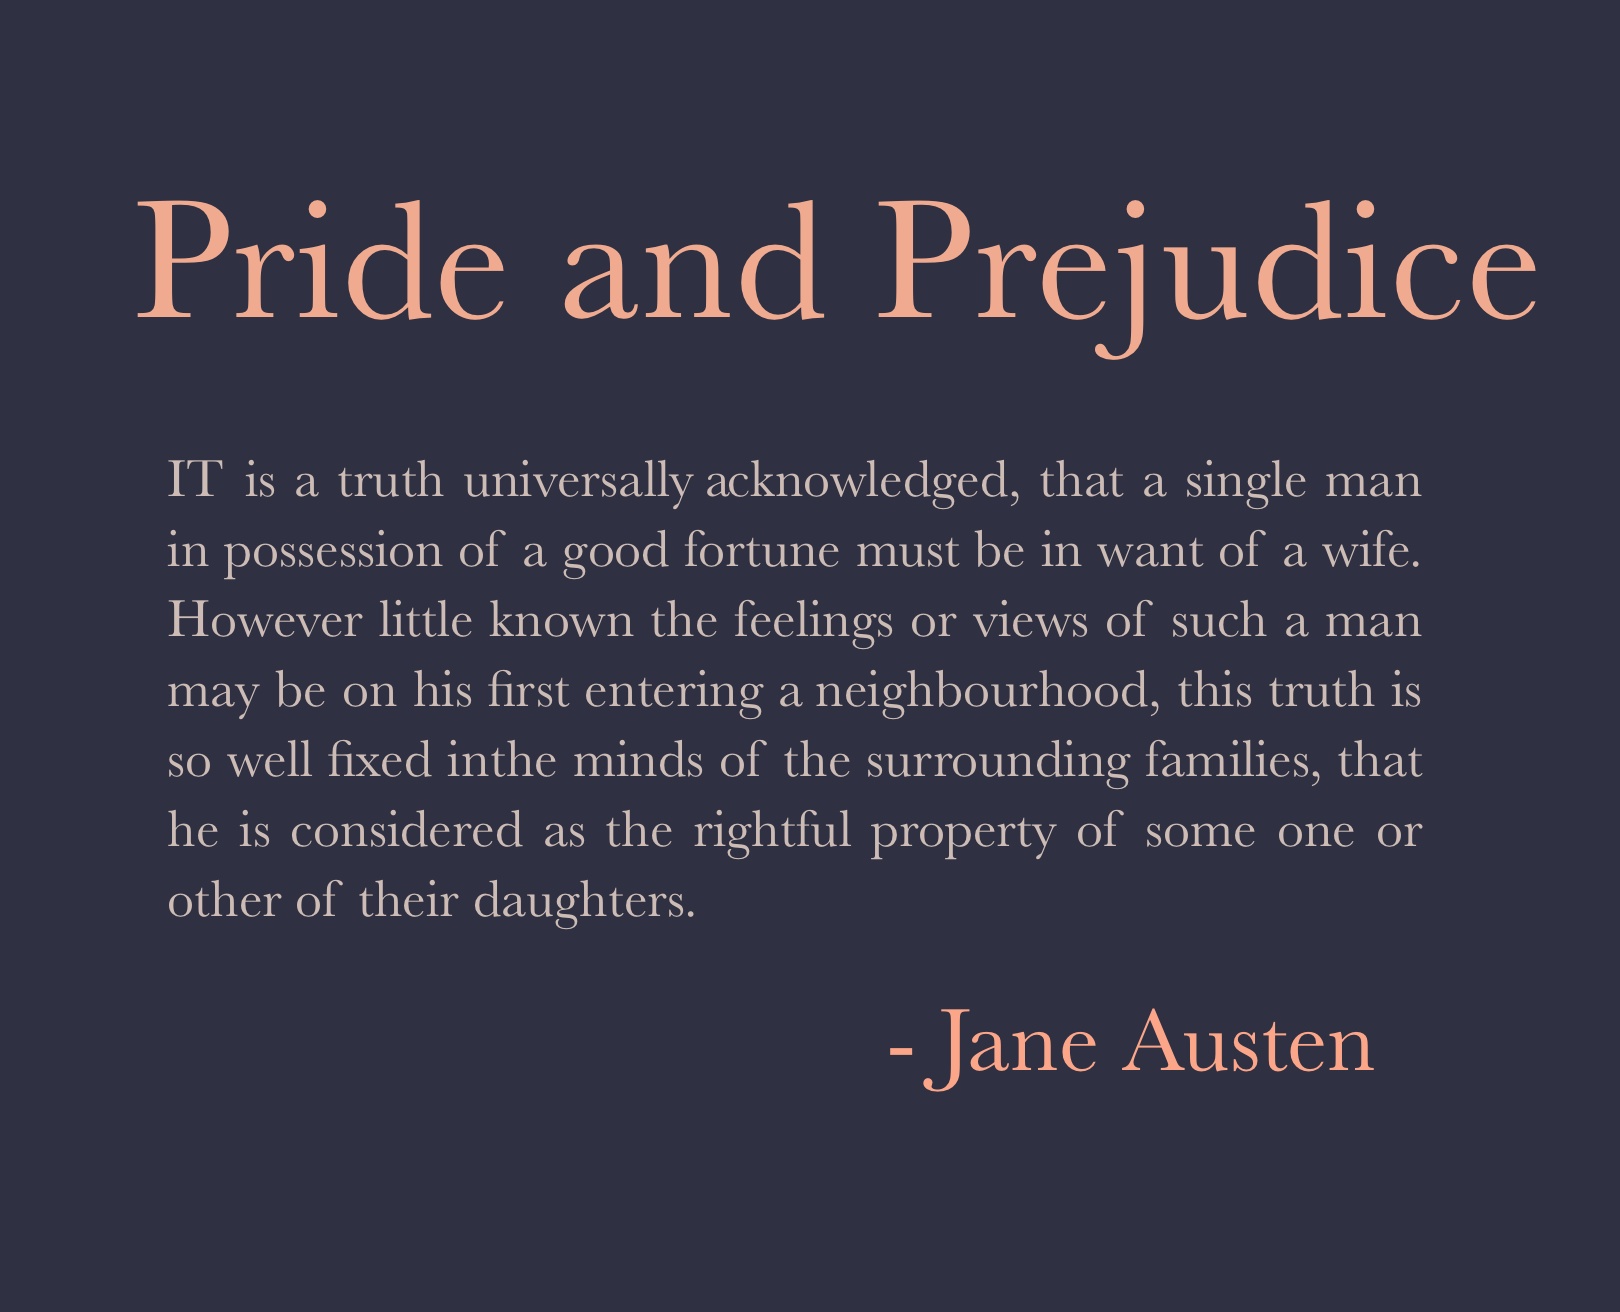 Pride and Prejudice
IT is a truth universally acknowledged, that a single man
in possession of a good fortune must be in want of a wife.
However little known the feelings or views of such a man
may be on his first entering a neighbourhood, this truth is
so well fixed inthe minds of the surrounding families, that
he is considered as the rightful property of some one or
other of their daughters.
- Jane Austen